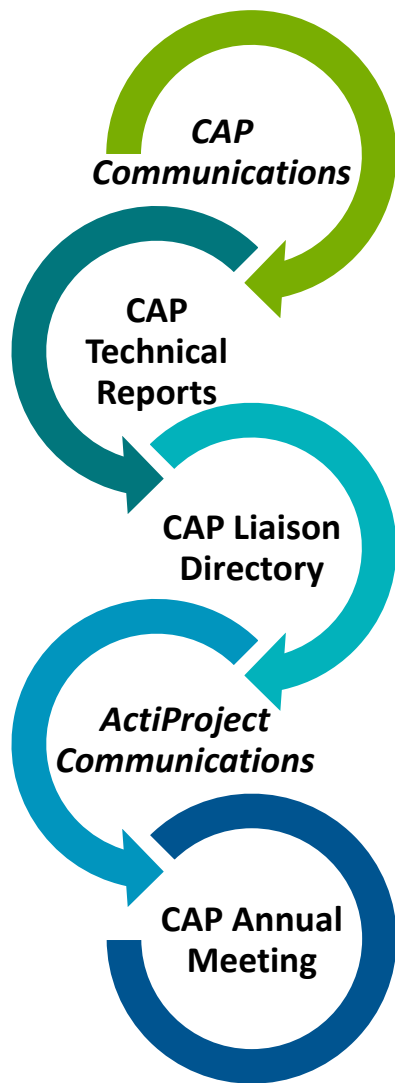 CAP
Communications
CAP
Technical
Reports
CAP Liaison
Directory
ActiProject
Communications
CAP Annual
Meeting